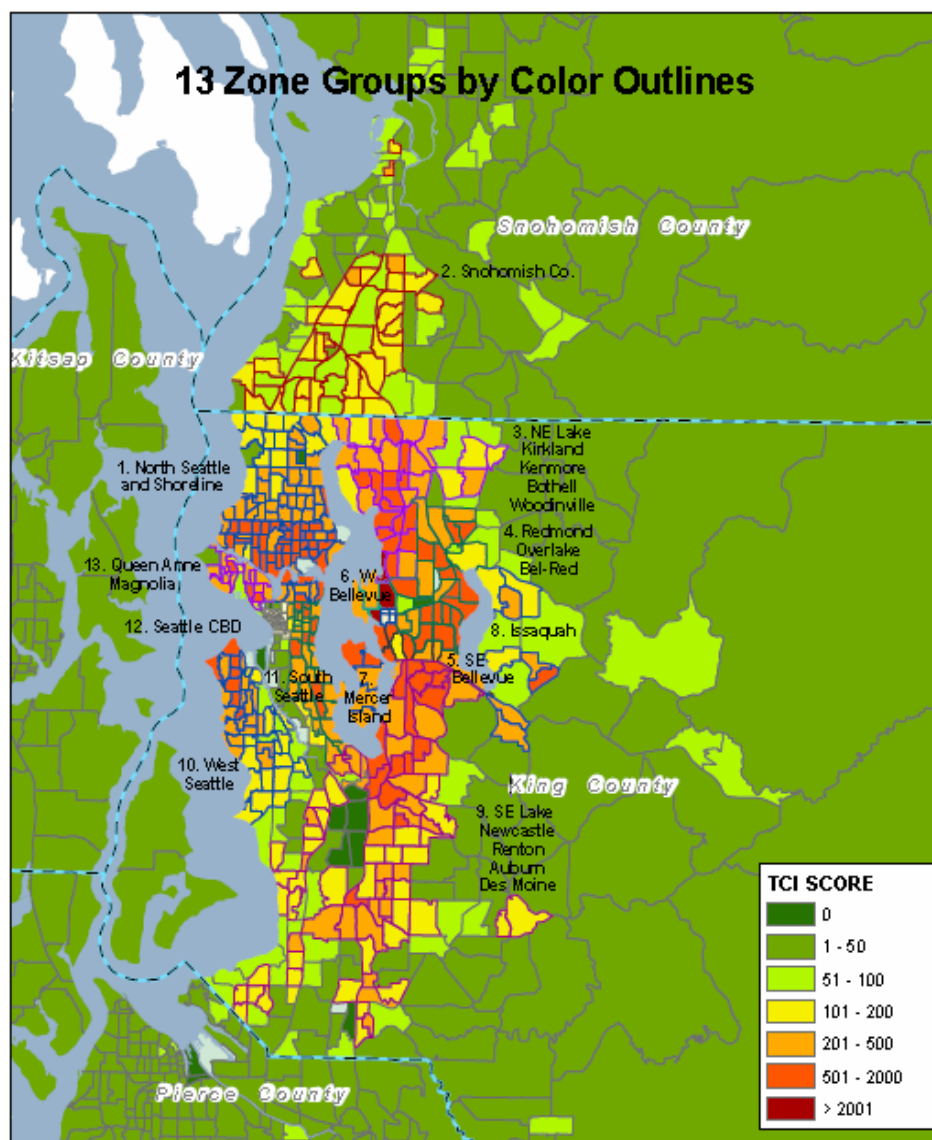 13 Zone Groups by Color Outlines
Snohomish County
2. Snohomish Co.
Kitsap County
3. NE Lake
Kirkland
Kenmore
Bothell
Woodinville
1. North Seattle
and Shoreline
4. Redmond
Overlake
Bel-Red
13. Queen Anne
Magnolia
6. W.
Bellevue
12. Seattle CBD
8. Issaquah
5. SE
Bellevue
11. South
Seattle
7.
Mercer
Island
10. West
Seattle
King County
9. SE Lake
Newcastle
Renton
Auburn
Des Moine
Pierce County
TCI SCORE
0
1 - 50
51 - 100
101 - 200
201 - 500
501 - 2000
> 2001